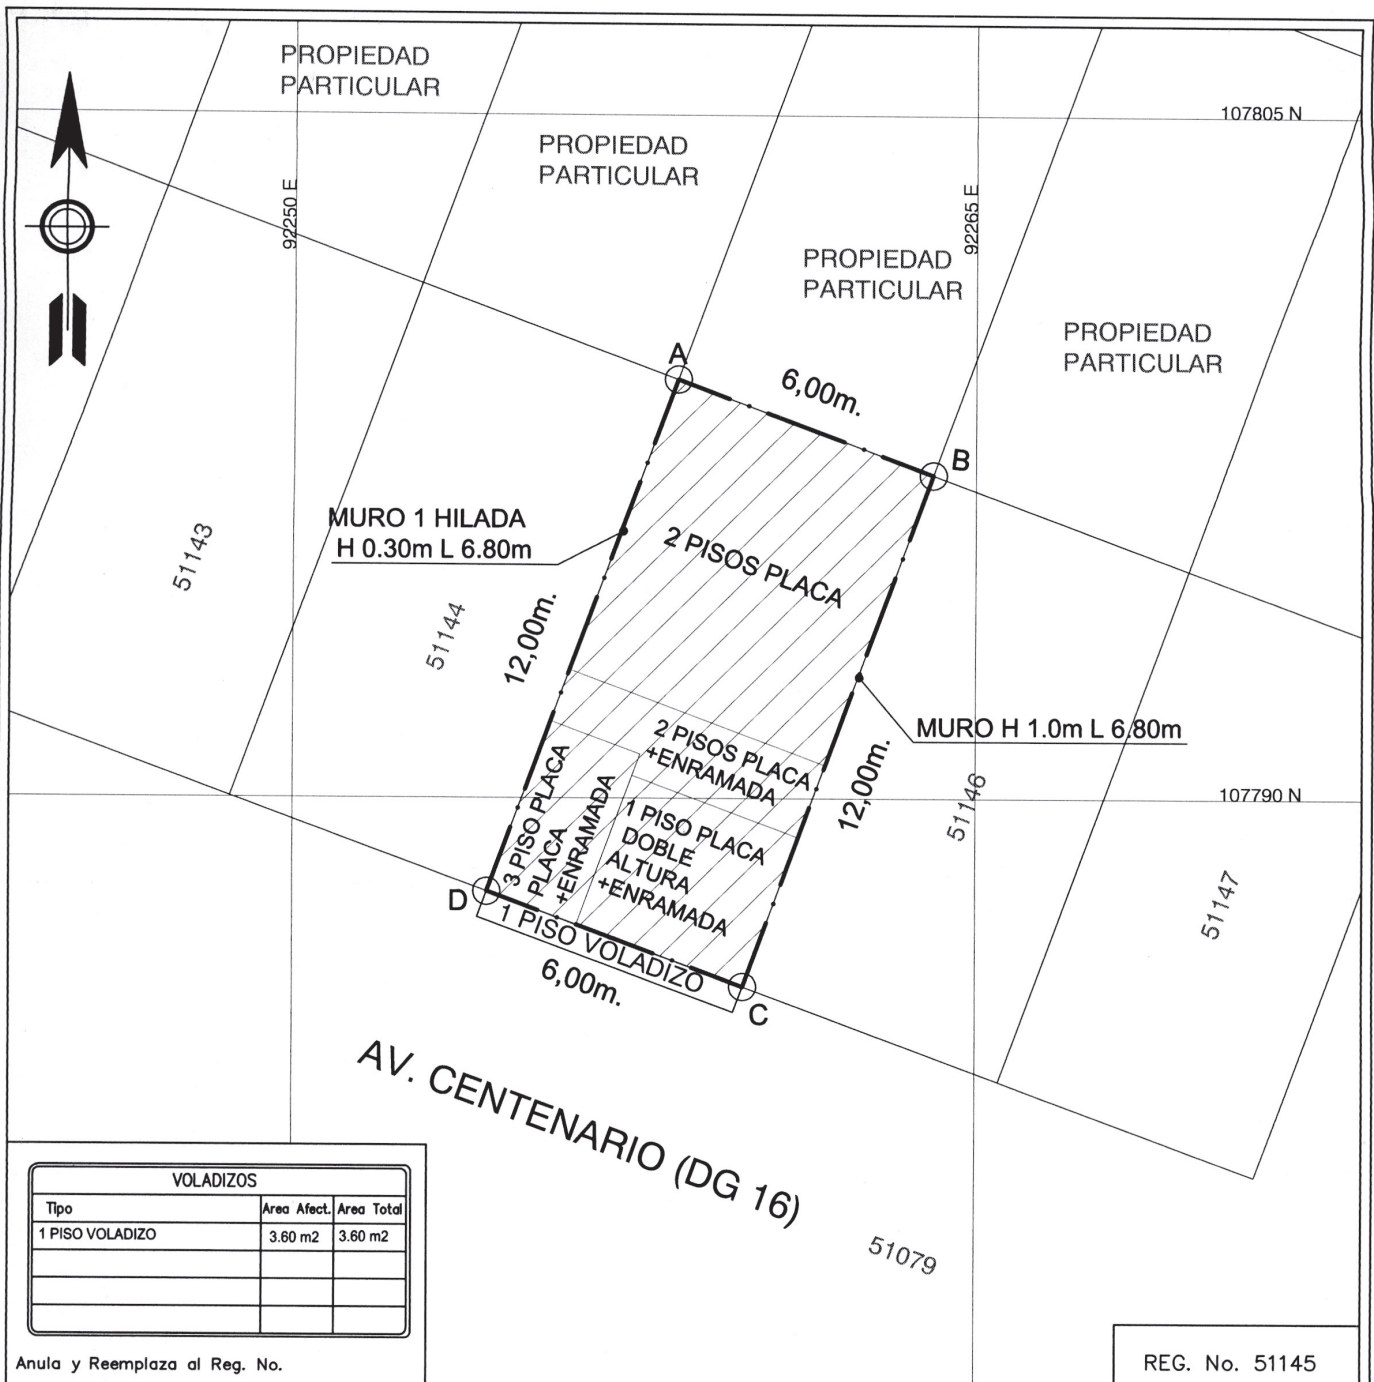 PROPIEDAD
PARTICULAR
PROPIEDAD
PARTICULAR
107805 N
92250 E
92265 E
PROPIEDAD
PARTICULAR
PROPIEDAD
PARTICULAR
A
6,00m.
B
MURO 1 HILADA
H 0.30m L 6.80m
2 PISOS PLACA
51143
51144
12,00m.
2 PISOS PLACA
+ENRAMADA
MURO H 1.0m L 6.80m
12,00m.
3 PISO PLACA
PLACA
+ENRAMADA
1 PISO PLACA
DOBLE
ALTURA
+ENRAMADA
107790 N
51146
51147
D
1 PISO VOLADIZO
6,00m.
C
AV. CENTENARIO (DG 16)
51079
VOLADIZOS
Tipo Area Afect. Area Total
1 PISO VOLADIZO 3.60 m2 3.60 m2
Anula y Reemplaza al Reg. No.
REG. No. 51145